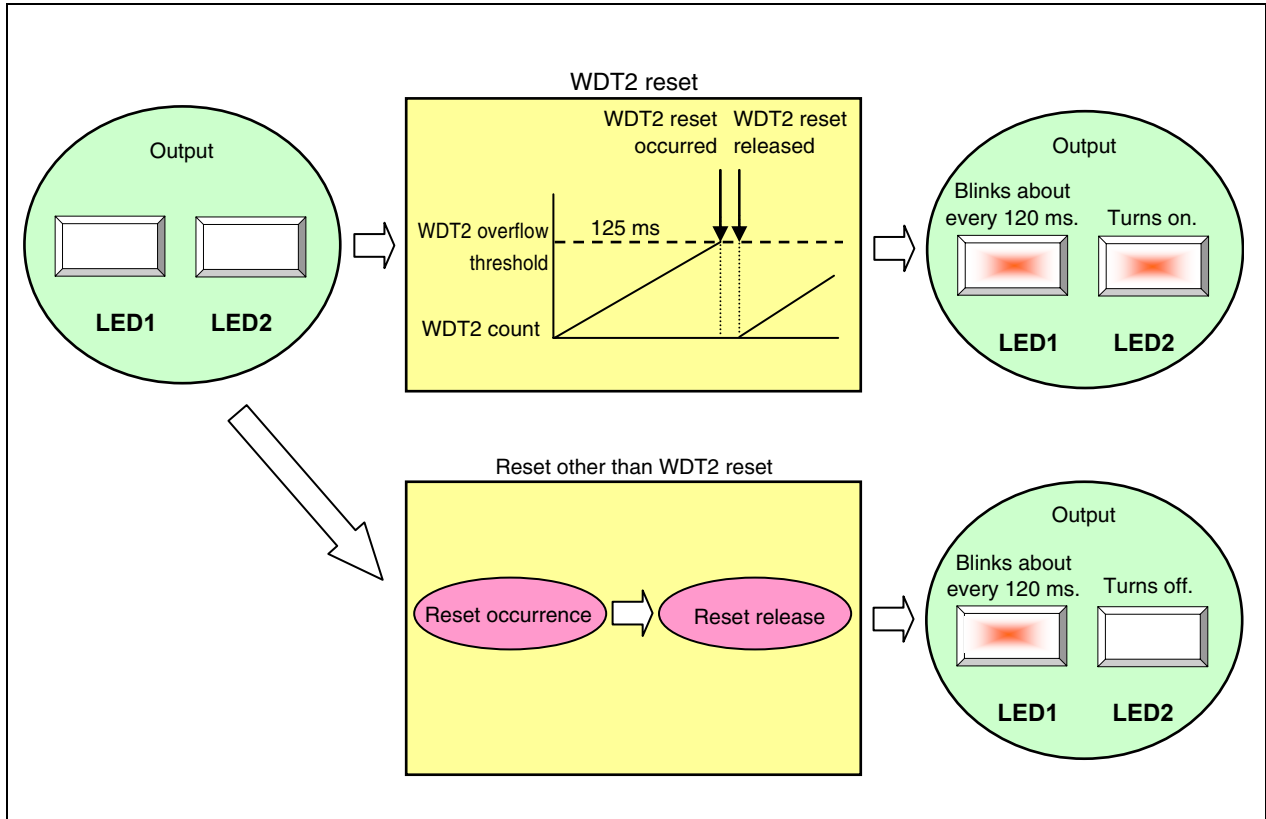 Output
LED1 LED2
WDT2 reset
WDT2 reset occurred
WDT2 reset released
WDT2 overflow threshold
125 ms
WDT2 count
Output
Blinks about
every 120 ms.
Turns on.
LED1 LED2
Reset other than WDT2 reset
Reset occurrence
Reset release
Output
Blinks about
every 120 ms.
Turns off.
LED1 LED2